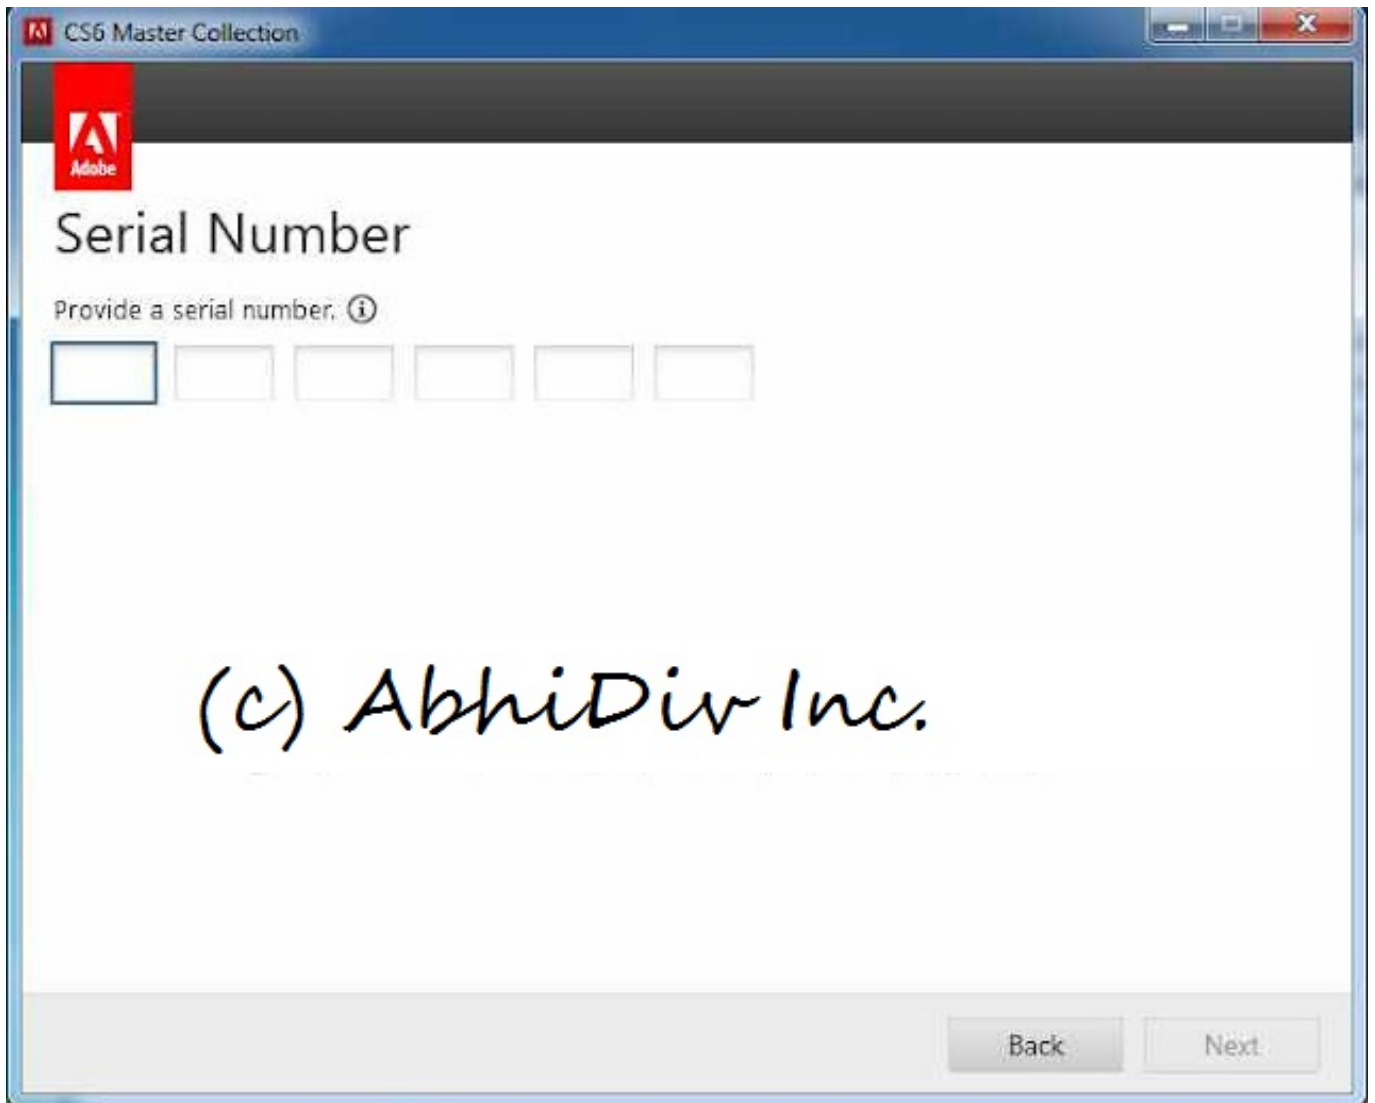 CS6 Master Collection
Adobe
Serial Number
Provide a serial number.
(c) AbhiDiv Inc.
Back
Next